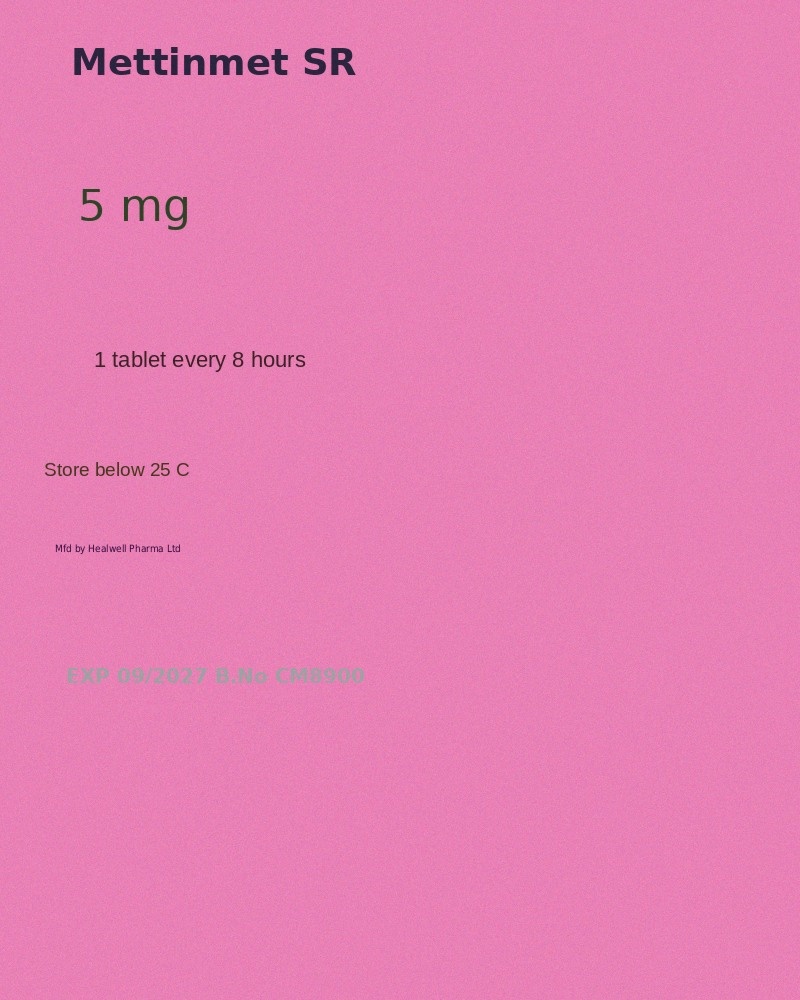 Mettinmet SR
5 mg
1 tablet every 8 hours
Store below 25 C
Mfd by Healwell Pharma Ltd
EXP 09/2027 B.No CM8900